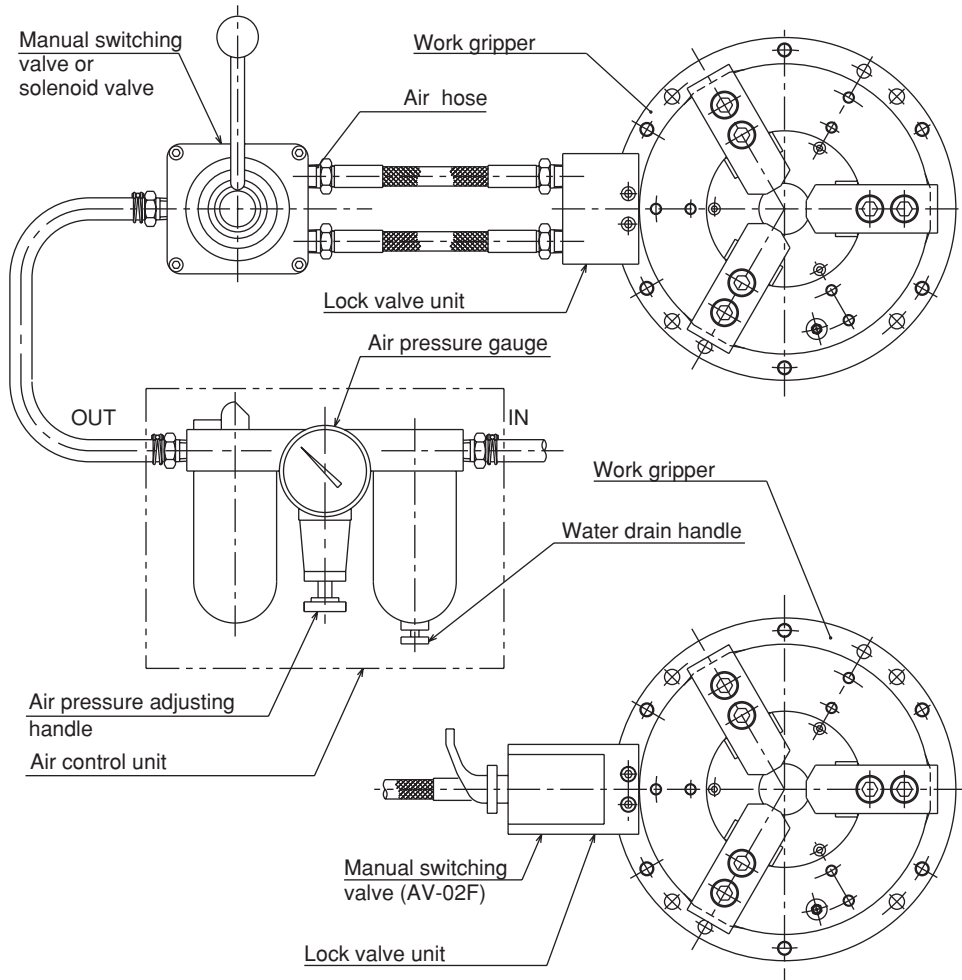 Manual switching
valve or
solenoid valve
Work gripper
Air hose
Lock valve unit
Air pressure gauge
OUT
IN
Work gripper
Water drain handle
Air pressure adjusting
handle
Air control unit
Manual switching
valve (AV-02F)
Lock valve unit